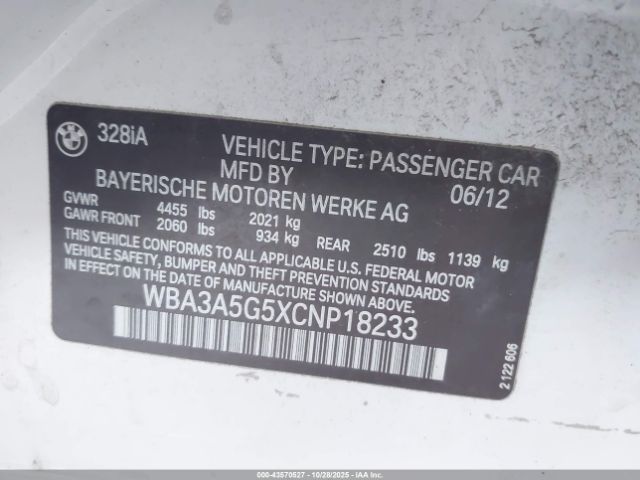 BMW 328iA
VEHICLE TYPE: PASSENGER CAR
MFD BY 06/12
BAYERISCHE MOTOREN WERKE AG
GVWR 4455 lbs 2021 kg
GAWR FRONT 2060 lbs 934 kg REAR 2510 lbs 1139 kg
THIS VEHICLE CONFORMS TO ALL APPLICABLE U.S. FEDERAL MOTOR
VEHICLE SAFETY, BUMPER AND THEFT PREVENTION STANDARDS
IN EFFECT ON THE DATE OF MANUFACTURE SHOWN ABOVE.
WBA3A5G5XCNP18233
2 122 606
000-43570527 • 10/28/2025 • IAAI.COM